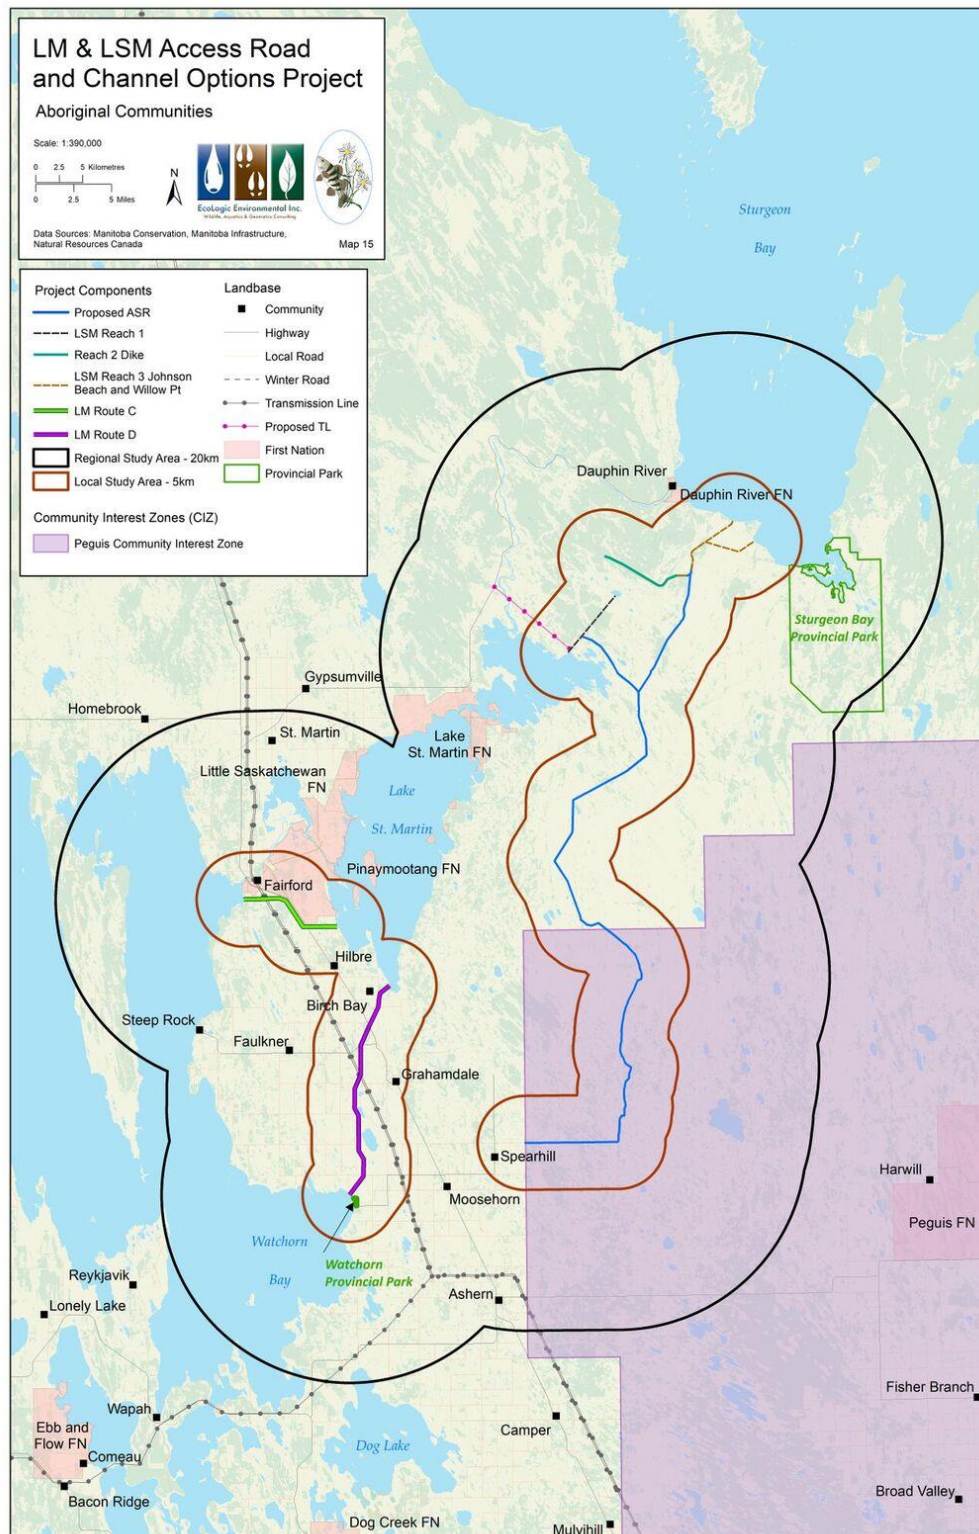 LM & LSM Access Road
and Channel Options Project
Aboriginal Communities
Scale: 1:390,000
0 2.5 5 Kilometres
0 2.5 5 Miles
N
EcoLogic Environmental Inc.
Wildlife, Aquatics & Geomatics Consulting
Data Sources: Manitoba Conservation, Manitoba Infrastructure,
Natural Resources Canada
Map 15
Project Components
Proposed ASR
LSM Reach 1
Reach 2 Dike
LSM Reach 3 Johnson
Beach and Willow Pt
LM Route C
LM Route D
Regional Study Area - 20km
Local Study Area - 5km
Community Interest Zones (CIZ)
Peguis Community Interest Zone
Landbase
Community
Highway
Local Road
Winter Road
Transmission Line
Proposed TL
First Nation
Provincial Park
Sturgeon
Bay
Dauphin River
Dauphin River FN
Sturgeon Bay
Provincial Park
Gypsumville
Homebrook
St. Martin
Lake
St. Martin FN
Little Saskatchewan
FN
Lake
St. Martin
Pinaymootang FN
Fairford
Hilbre
Birch Bay
Steep Rock
Faulkner
Grahamdale
Spearhill
Moosehorn
Harwill
Peguis FN
Watchorn
Bay
Watchorn
Provincial Park
Reykjavik
Lonely Lake
Ashern
Fisher Branch
Wapah
Camper
Ebb and
Flow FN
Comeau
Dog Lake
Bacon Ridge
Broad Valley
Dog Creek FN
Mulvihill